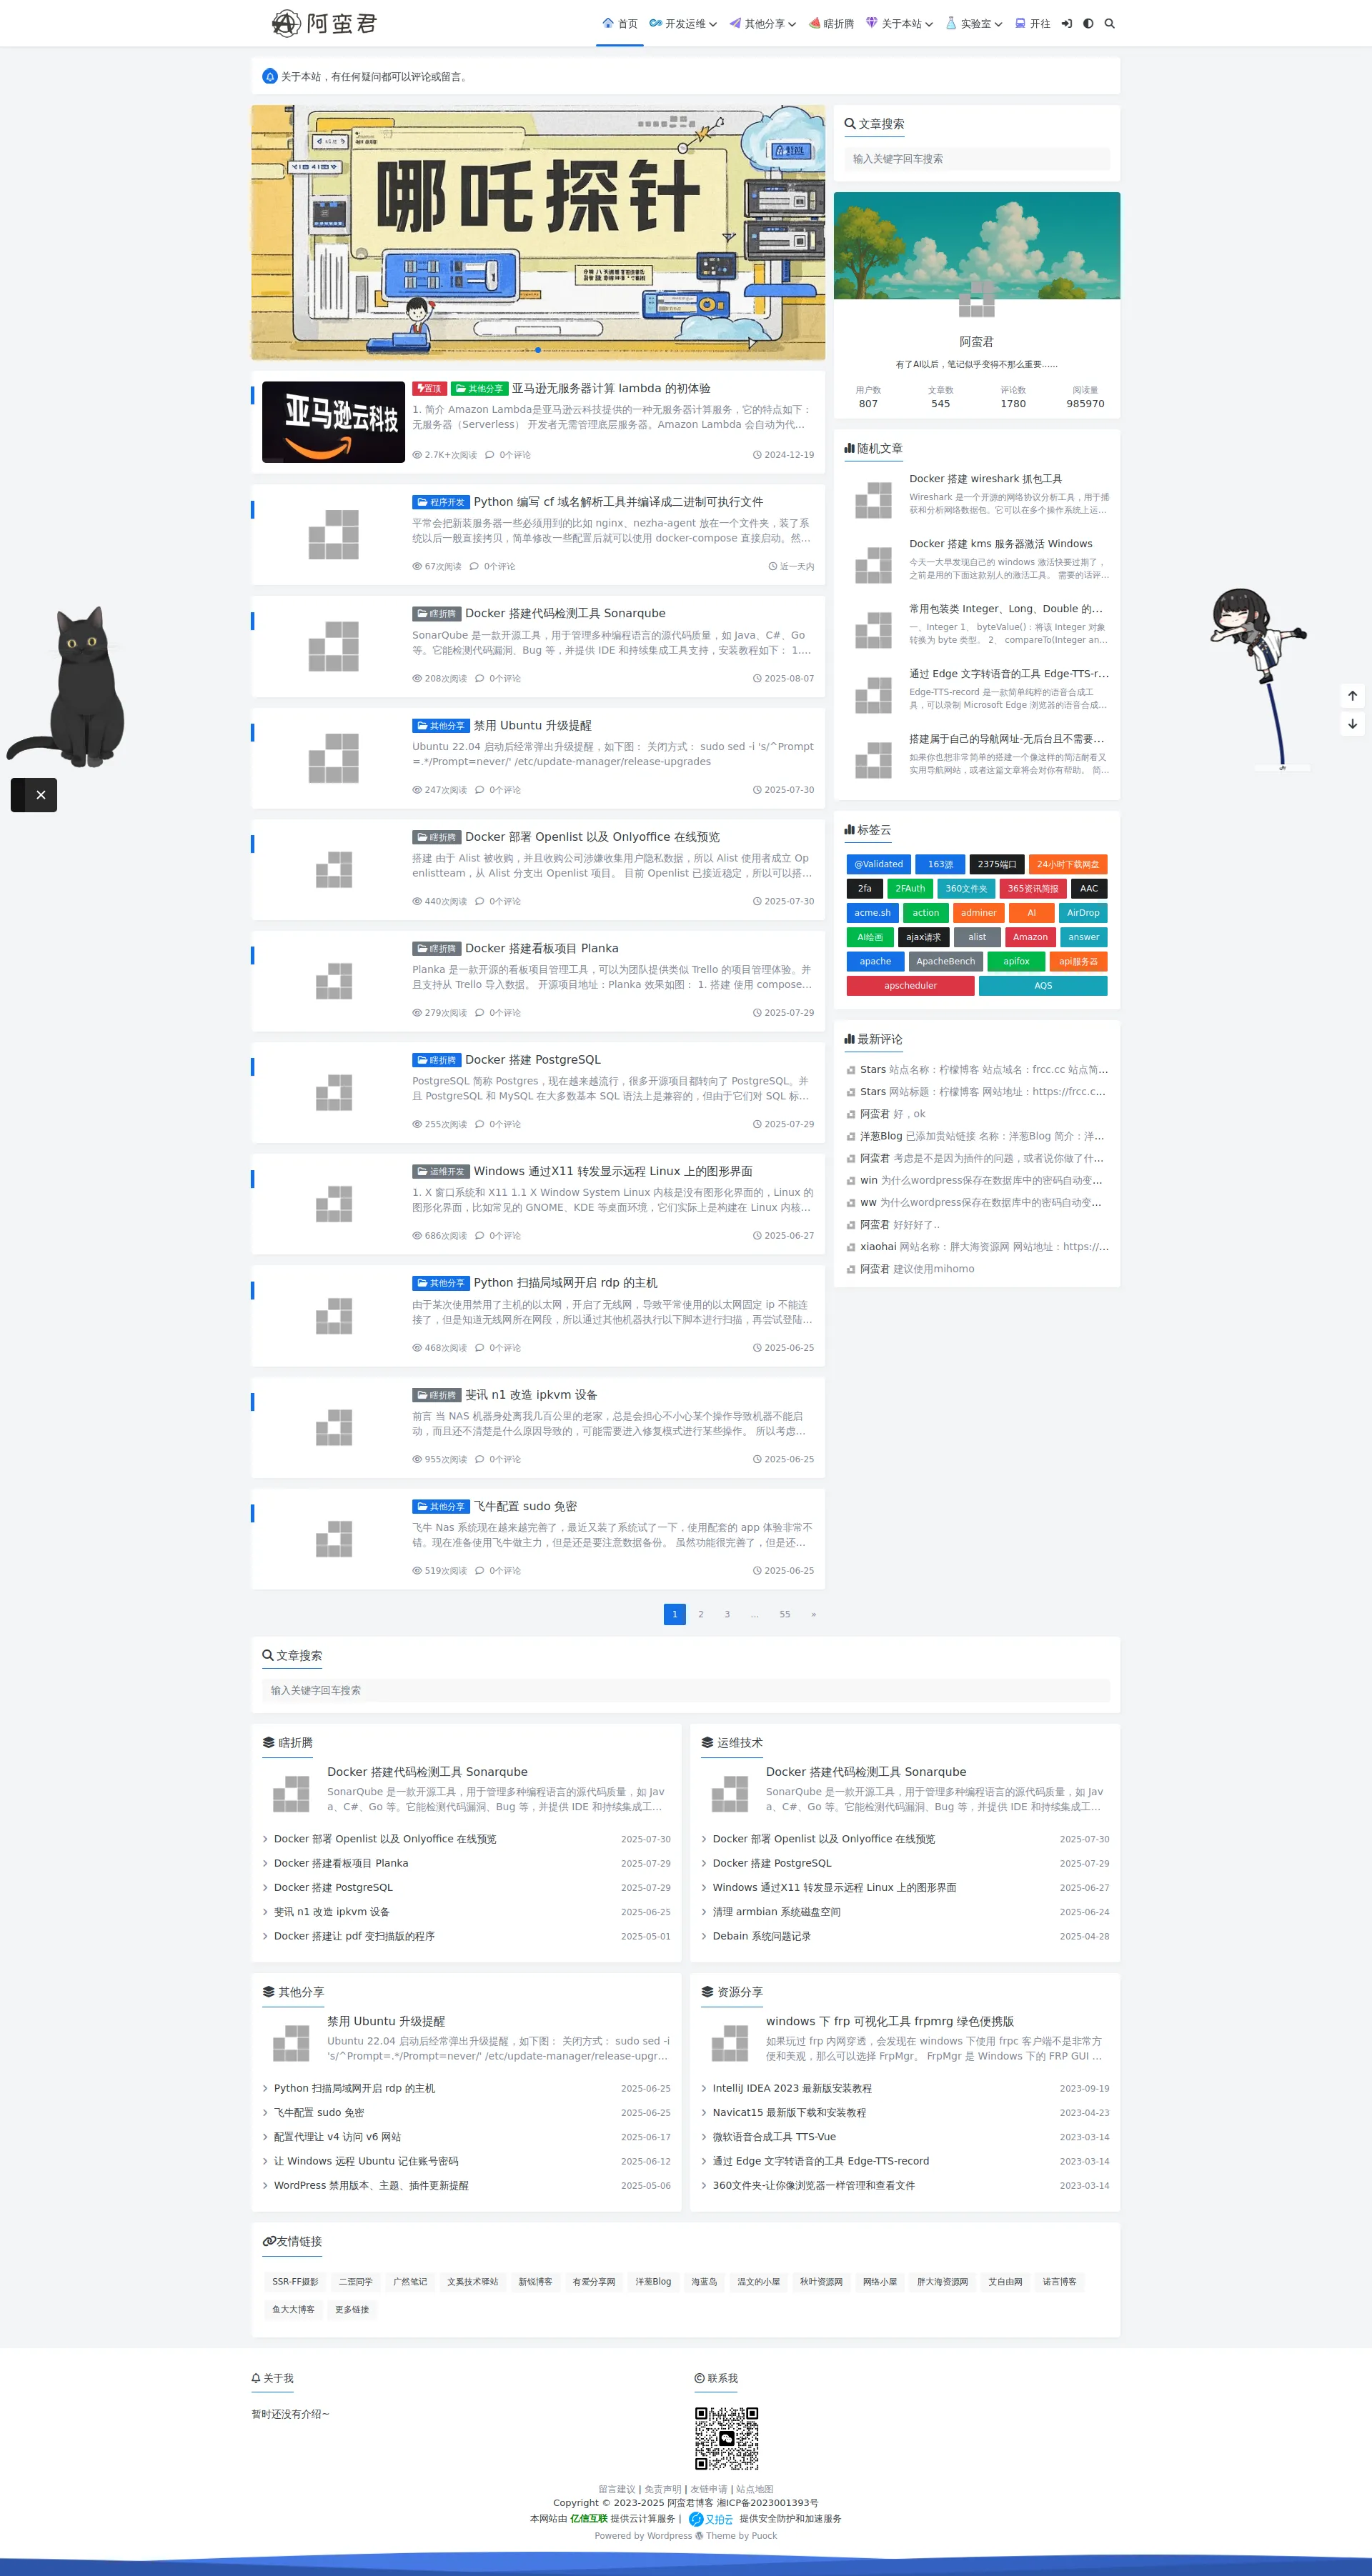 阿蛮君
首页 开发运维 其他分享 瞎折腾 关于本站 实验室 开往
关于本站，有任何疑问都可以评论或留言。
哪吒探针
亚马逊云科技
置顶 其他分享 亚马逊无服务器计算 lambda 的初体验
1. 简介 Amazon Lambda是亚马逊云科技提供的一种无服务器计算服务，它的特点如下：
无服务器（Serverless） 开发者无需管理底层服务器。Amazon Lambda 会自动为代...
2.7K+次阅读 0个评论 2024-12-19
程序开发 Python 编写 cf 域名解析工具并编译成二进制可执行文件
平常会把新装服务器一些必须用到的比如 nginx、nezha-agent 放在一个文件夹，装了系
统以后一般直接拷贝，简单修改一些配置后就可以使用 docker-compose 直接启动。然...
67次阅读 0个评论 近一天内
瞎折腾 Docker 搭建代码检测工具 Sonarqube
SonarQube 是一款开源工具，用于管理多种编程语言的源代码质量，如 Java、C#、Go
等。它能检测代码漏洞、Bug 等，并提供 IDE 和持续集成工具支持，安装教程如下： 1....
208次阅读 0个评论 2025-08-07
其他分享 禁用 Ubuntu 升级提醒
Ubuntu 22.04 启动后经常弹出升级提醒，如下图： 关闭方式： sudo sed -i 's/^Prompt
=.*/Prompt=never/' /etc/update-manager/release-upgrades
247次阅读 0个评论 2025-07-30
瞎折腾 Docker 部署 Openlist 以及 Onlyoffice 在线预览
搭建 由于 Alist 被收购，并且收购公司涉嫌收集用户隐私数据，所以 Alist 使用者成立 Op
enlistteam，从 Alist 分支出 Openlist 项目。 目前 Openlist 已接近稳定，所以可以搭...
440次阅读 0个评论 2025-07-30
瞎折腾 Docker 搭建看板项目 Planka
Planka 是一款开源的看板项目管理工具，可以为团队提供类似 Trello 的项目管理体验。并
且支持从 Trello 导入数据。 开源项目地址：Planka 效果如图： 1. 搭建 使用 compose...
279次阅读 0个评论 2025-07-29
瞎折腾 Docker 搭建 PostgreSQL
PostgreSQL 简称 Postgres，现在越来越流行，很多开源项目都转向了 PostgreSQL。并
且 PostgreSQL 和 MySQL 在大多数基本 SQL 语法上是兼容的，但由于它们对 SQL 标...
255次阅读 0个评论 2025-07-29
运维开发 Windows 通过X11 转发显示远程 Linux 上的图形界面
1. X 窗口系统和 X11 1.1 X Window System Linux 内核是没有图形化界面的，Linux 的
图形化界面，比如常见的 GNOME、KDE 等桌面环境，它们实际上是构建在 Linux 内核...
686次阅读 0个评论 2025-06-27
其他分享 Python 扫描局域网开启 rdp 的主机
由于某次使用禁用了主机的以太网，开启了无线网，导致平常使用的以太网固定 ip 不能连
接了，但是知道无线网所在网段，所以通过其他机器执行以下脚本进行扫描，再尝试登陆...
468次阅读 0个评论 2025-06-25
瞎折腾 斐讯 n1 改造 ipkvm 设备
前言 当 NAS 机器身处离我几百公里的老家，总是会担心不小心某个操作导致机器不能启
动，而且还不清楚是什么原因导致的，可能需要进入修复模式进行某些操作。 所以考虑...
955次阅读 0个评论 2025-06-25
其他分享 飞牛配置 sudo 免密
飞牛 Nas 系统现在越来越完善了，最近又装了系统试了一下，使用配套的 app 体验非常不
错。现在准备使用飞牛做主力，但是还是要注意数据备份。 虽然功能很完善了，但是还...
519次阅读 0个评论 2025-06-25
1 2 3 ... 55 »
文章搜索
输入关键字回车搜索
阿蛮君
有了AI以后，笔记似乎变得不那么重要......
用户数 文章数 评论数 阅读量
807 545 1780 985970
随机文章
Docker 搭建 wireshark 抓包工具
Wireshark 是一个开源的网络协议分析工具，用于捕
获和分析网络数据包。它可以在多个操作系统上运...
Docker 搭建 kms 服务器激活 Windows
今天一大早发现自己的 windows 激活快要过期了，
之前是用的下面这款别人的激活工具。 需要的话评...
常用包装类 Integer、Long、Double 的...
一、Integer 1、 byteValue()：将该 Integer 对象
转换为 byte 类型。 2、 compareTo(Integer an...
通过 Edge 文字转语音的工具 Edge-TTS-r...
Edge-TTS-record 是一款简单纯粹的语音合成工
具，可以录制 Microsoft Edge 浏览器的语音合成...
搭建属于自己的导航网址-无后台且不需要...
如果你也想非常简单的搭建一个像这样的简洁耐看又
实用导航网站，或者这篇文章将会对你有帮助。 简...
标签云
@Validated 163源 2375端口 24小时下载网盘
2fa 2FAuth 360文件夹 365资讯简报 AAC
acme.sh action adminer AI AirDrop
AI绘画 ajax请求 alist Amazon answer
apache ApacheBench apifox api服务器
apscheduler AQS
最新评论
Stars 站点名称：柠檬博客 站点域名：frcc.cc 站点简...
Stars 网站标题：柠檬博客 网站地址：https://frcc.c...
阿蛮君 好，ok
洋葱Blog 已添加贵站链接 名称：洋葱Blog 简介：洋...
阿蛮君 考虑是不是因为插件的问题，或者说你做了什...
win 为什么wordpress保存在数据库中的密码自动变...
ww 为什么wordpress保存在数据库中的密码自动变...
阿蛮君 好好好了..
xiaohai 网站名称：胖大海资源网 网站地址：https://...
阿蛮君 建议使用mihomo
文章搜索
输入关键字回车搜索
瞎折腾
Docker 搭建代码检测工具 Sonarqube
SonarQube 是一款开源工具，用于管理多种编程语言的源代码质量，如 Jav
a、C#、Go 等。它能检测代码漏洞、Bug 等，并提供 IDE 和持续集成工...
Docker 部署 Openlist 以及 Onlyoffice 在线预览 2025-07-30
Docker 搭建看板项目 Planka 2025-07-29
Docker 搭建 PostgreSQL 2025-07-29
斐讯 n1 改造 ipkvm 设备 2025-06-25
Docker 搭建让 pdf 变扫描版的程序 2025-05-01
运维技术
Docker 搭建代码检测工具 Sonarqube
SonarQube 是一款开源工具，用于管理多种编程语言的源代码质量，如 Jav
a、C#、Go 等。它能检测代码漏洞、Bug 等，并提供 IDE 和持续集成工...
Docker 部署 Openlist 以及 Onlyoffice 在线预览 2025-07-30
Docker 搭建 PostgreSQL 2025-07-29
Windows 通过X11 转发显示远程 Linux 上的图形界面 2025-06-27
清理 armbian 系统磁盘空间 2025-06-24
Debain 系统问题记录 2025-04-28
其他分享
禁用 Ubuntu 升级提醒
Ubuntu 22.04 启动后经常弹出升级提醒，如下图： 关闭方式： sudo sed -i
's/^Prompt=.*/Prompt=never/' /etc/update-manager/release-upgr...
Python 扫描局域网开启 rdp 的主机 2025-06-25
飞牛配置 sudo 免密 2025-06-25
配置代理让 v4 访问 v6 网站 2025-06-17
让 Windows 远程 Ubuntu 记住账号密码 2025-06-12
WordPress 禁用版本、主题、插件更新提醒 2025-05-06
资源分享
windows 下 frp 可视化工具 frpmrg 绿色便携版
如果玩过 frp 内网穿透，会发现在 windows 下使用 frpc 客户端不是非常方
便和美观，那么可以选择 FrpMgr。 FrpMgr 是 Windows 下的 FRP GUI ...
IntelliJ IDEA 2023 最新版安装教程 2023-09-19
Navicat15 最新版下载和安装教程 2023-04-23
微软语音合成工具 TTS-Vue 2023-03-14
通过 Edge 文字转语音的工具 Edge-TTS-record 2023-03-14
360文件夹-让你像浏览器一样管理和查看文件 2023-03-14
友情链接
SSR-FF摄影 二歪同学 广然笔记 文奚技术驿站 新锐博客 有爱分享网 洋葱Blog 海蓝岛 温文的小屋 秋叶资源网 网络小屋 胖大海资源网 艾自由网 诺言博客
鱼大大博客 更多链接
关于我
暂时还没有介绍~
联系我
留言建议 | 免责声明 | 友链申请 | 站点地图
Copyright © 2023-2025 阿蛮君博客 湘ICP备2023001393号
本网站由 亿信互联 提供云计算服务 | 又拍云 提供安全防护和加速服务
Powered by Wordpress Theme by Puock